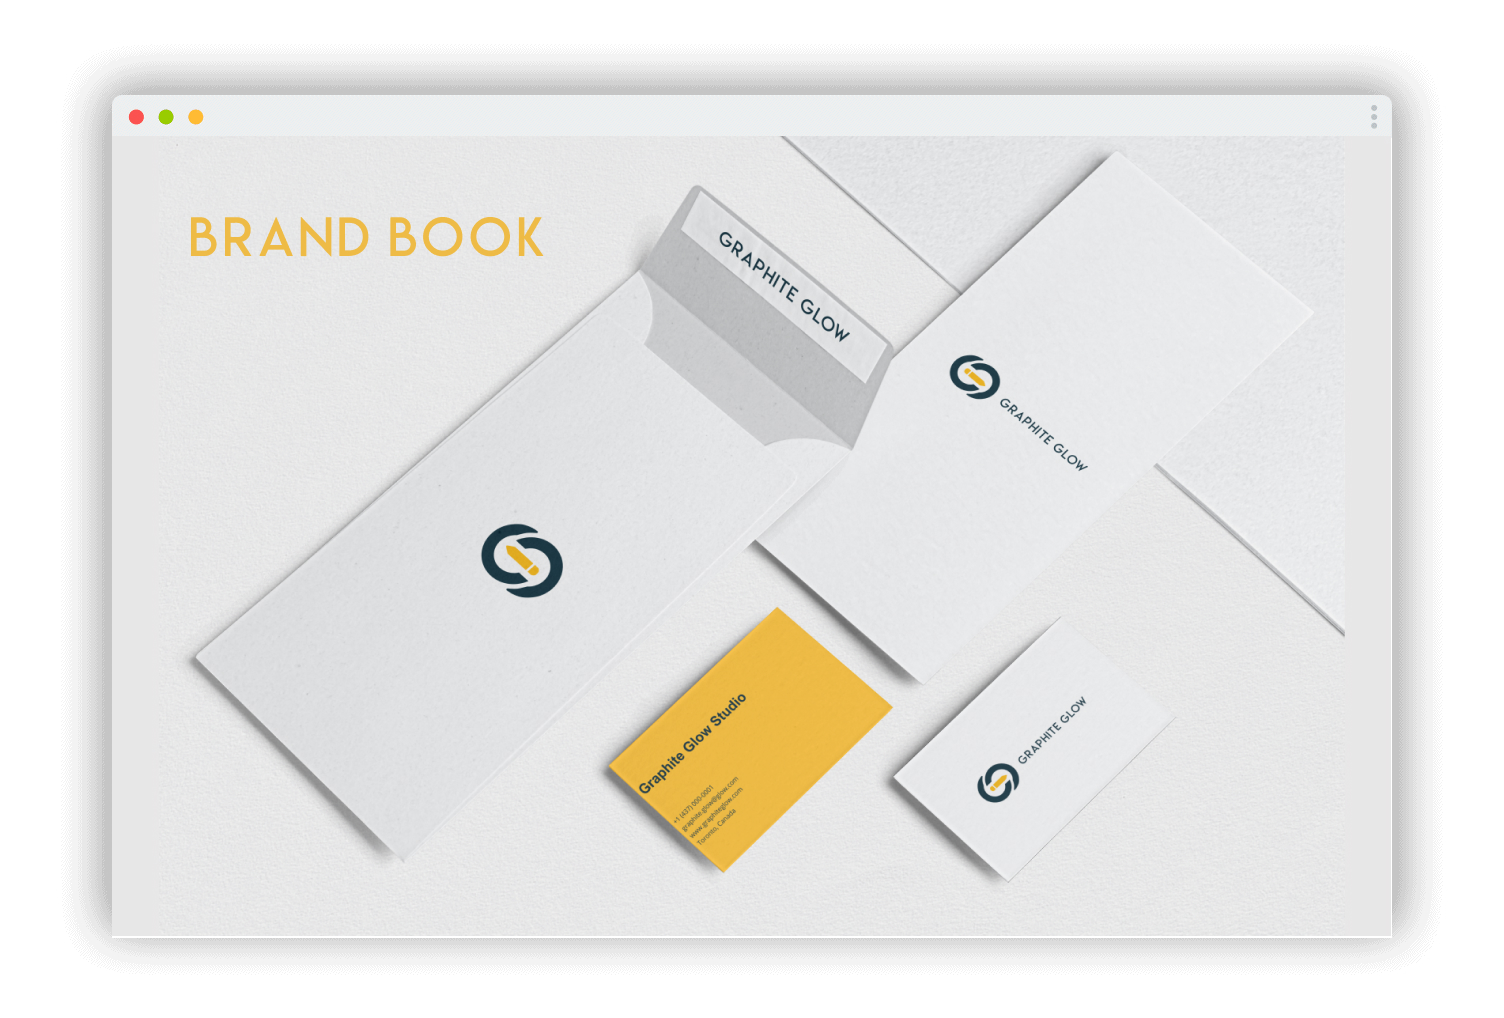 BRAND BOOK
GRAPHITE GLOW
GRAPHITE GLOW
Graphite Glow Studio
+1 (437) 000-0001
graphite.glow@glow.com
www.graphiteglow.com
Toronto, Canada
GRAPHITE GLOW